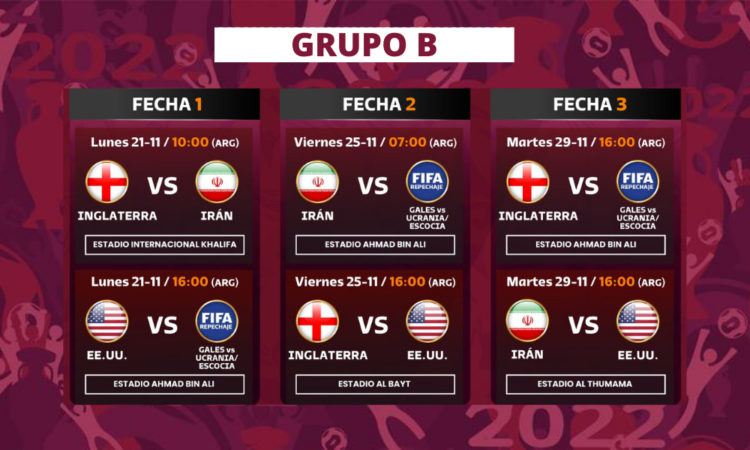 2022
GRUPO B
FECHA 1
Lunes 21-11 / 10:00 (ARG)
VS
INGLATERRA
IRÁN
ESTADIO INTERNACIONAL KHALIFA
Lunes 21-11 / 16:00 (ARG)
VS
FIFA
REPECHAJE
EE.UU.
GALES vs
UCRANIA/
ESCOCIA
ESTADIO AHMAD BIN ALI
FECHA 2
Viernes 25-11 / 07:00 (ARG)
VS
FIFA
REPECHAJE
IRÁN
GALES vs
UCRANIA/
ESCOCIA
ESTADIO AHMAD BIN ALI
Viernes 25-11 / 16:00 (ARG)
VS
INGLATERRA
EE.UU.
ESTADIO AL BAYT
FECHA 3
Martes 29-11 / 16:00 (ARG)
VS
FIFA
REPECHAJE
INGLATERRA
GALES vs
UCRANIA/
ESCOCIA
ESTADIO AHMAD BIN ALI
Martes 29-11 / 16:00 (ARG)
VS
IRÁN
EE.UU.
ESTADIO AL THUMAMA
2022
2022